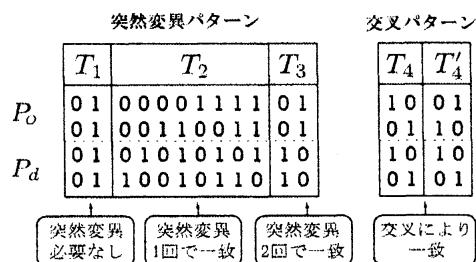 突然変異パターン 交叉パターン
T1 T2 T3 T4 T4'
Po 01 00001111 01 10 01
01 00110011 01 01 10
Pd 01 01010101 10 10 10
01 10010110 10 01 01
突然変異 突然変異 突然変異 交叉により
必要なし 1回で一致 2回で一致 一致